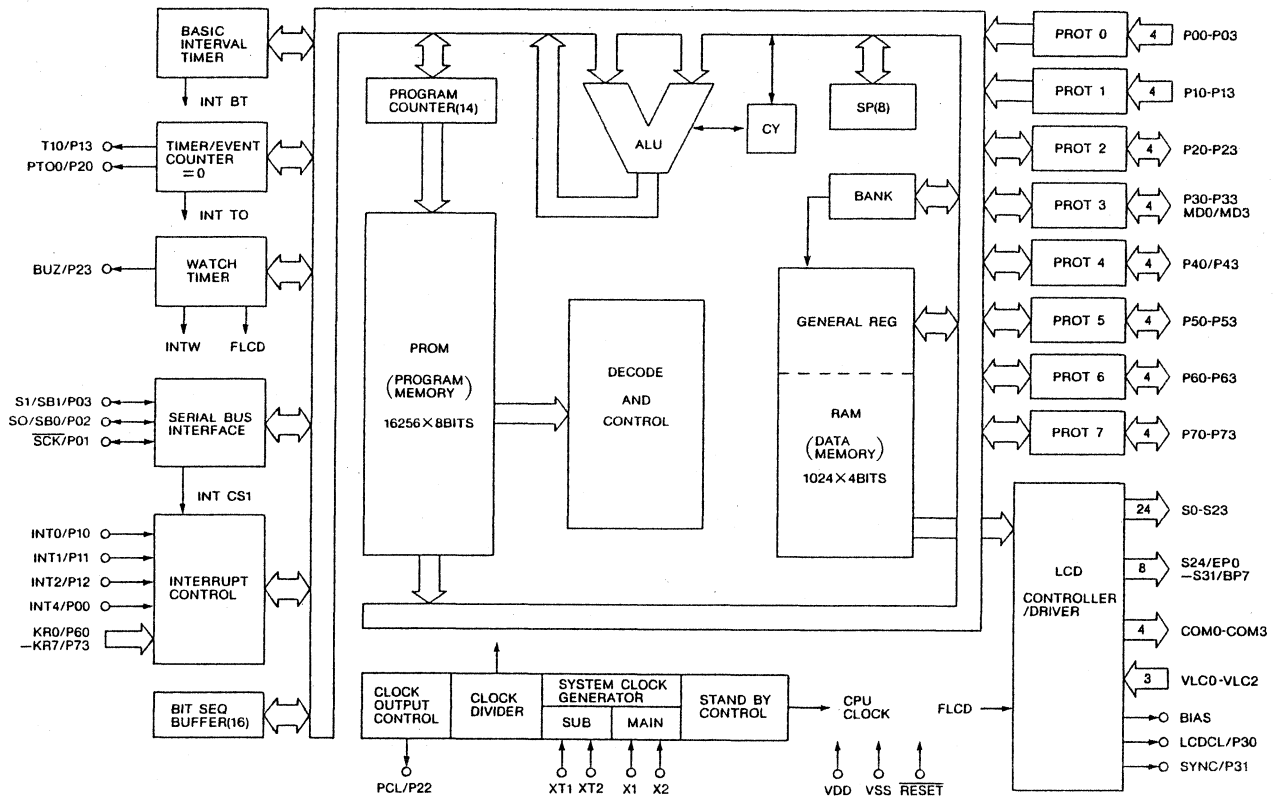 BASIC
INTERVAL
TIMER
INT BT
T10/P13
PTO0/P20
TIMER/EVENT
COUNTER
=0
INT TO
BUZ/P23
WATCH
TIMER
INTW
FLCD
S1/SB1/P03
SO/SB0/P02
SCK/P01
SERIAL BUS
INTERFACE
INT CS1
INT0/P10
INT1/P11
INT2/P12
INT4/P00
KR0/P60
—KR7/P73
INTERRUPT
CONTROL
BIT SEQ
BUFFER(16)
PROGRAM
COUNTER(14)
ALU
CY
SP(8)
BANK
PROM
(PROGRAM
MEMORY)
16256×8BITS
DECODE
AND
CONTROL
GENERAL REG
RAM
(DATA
MEMORY)
1024×4BITS
CLOCK
OUTPUT
CONTROL
CLOCK
DIVIDER
SYSTEM CLOCK
GENERATOR
SUB
MAIN
STAND BY
CONTROL
CPU
CLOCK
FLCD
PCL/P22
XT1
XT2
X1
X2
VDD
VSS
RESET
PROT 0
4
P00-P03
PROT 1
4
P10-P13
PROT 2
4
P20-P23
PROT 3
4
P30-P33
MD0/MD3
PROT 4
4
P40/P43
PROT 5
4
P50-P53
PROT 6
4
P60-P63
PROT 7
4
P70-P73
LCD
CONTROLLER
/DRIVER
24
S0-S23
8
S24/EP0
—S31/BP7
4
COM0-COM3
3
VLC0-VLC2
BIAS
LCDCL/P30
SYNC/P31